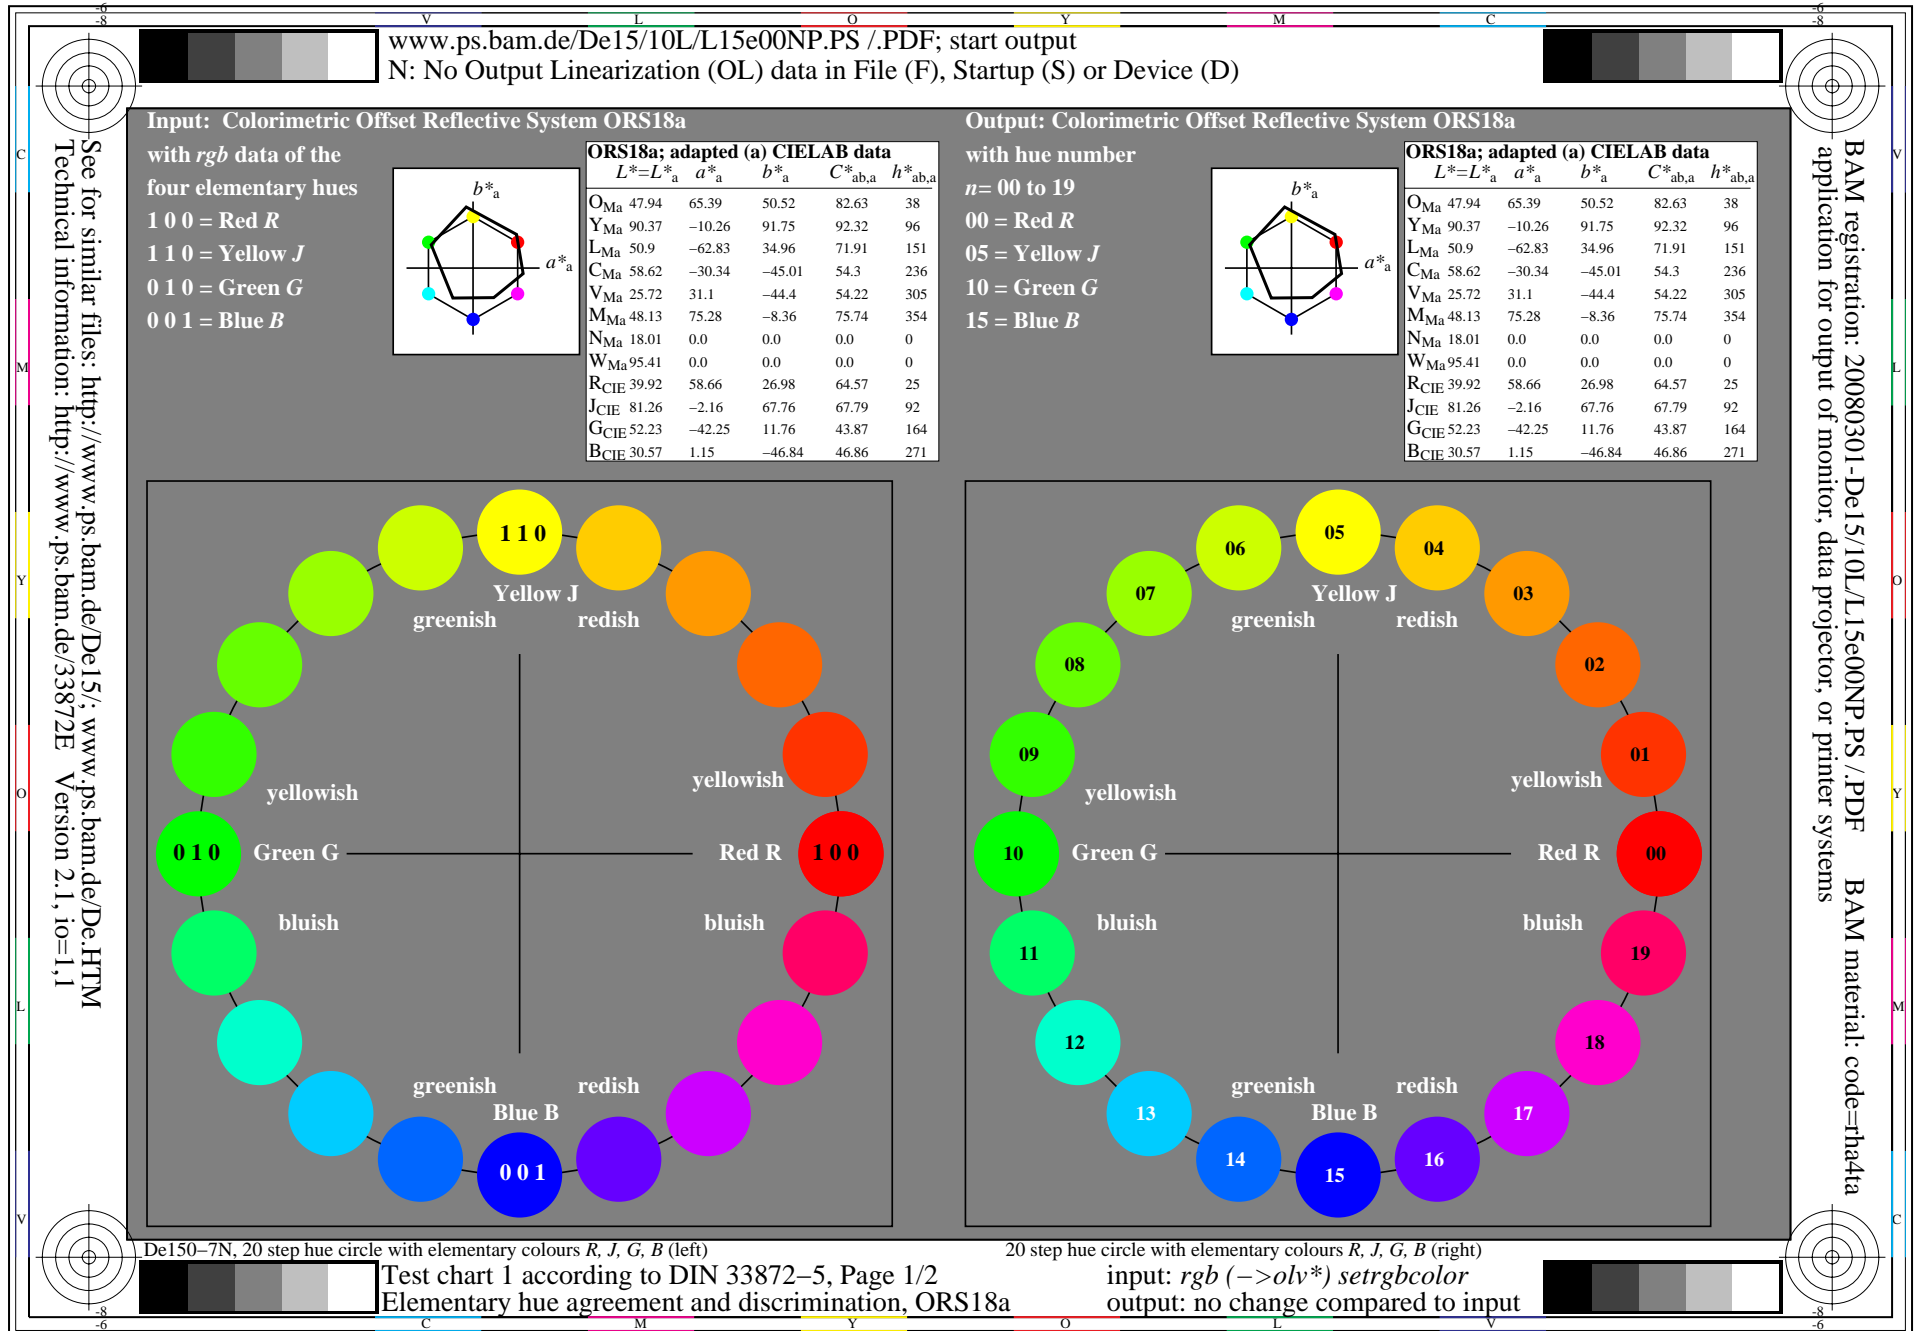 -6
-8
V L O Y M C
-6
-8
www.ps.bam.de/De15/10L/L15e00NP.PS /.PDF; start output
N: No Output Linearization (OL) data in File (F), Startup (S) or Device (D)
See for similar files: http://www.ps.bam.de/De15/; www.ps.bam.de/De.HTM
Technical information: http://www.ps.bam.de/33872E Version 2.1, io=1,1
C
M
Y
O
L
V
Input: Colorimetric Offset Reflective System ORS18a
with rgb data of the
four elementary hues
1 0 0 = Red R
1 1 0 = Yellow J
0 1 0 = Green G
0 0 1 = Blue B
b*a
a*a
ORS18a; adapted (a) CIELAB data
L*=L*a a*a b*a C*ab,a h*ab,a
OMa 47.94 65.39 50.52 82.63 38
YMa 90.37 −10.26 91.75 92.32 96
LMa 50.9 −62.83 34.96 71.91 151
CMa 58.62 −30.34 −45.01 54.3 236
VMa 25.72 31.1 −44.4 54.22 305
MMa 48.13 75.28 −8.36 75.74 354
NMa 18.01 0.0 0.0 0.0 0
WMa 95.41 0.0 0.0 0.0 0
RCIE 39.92 58.66 26.98 64.57 25
JCIE 81.26 −2.16 67.76 67.79 92
GCIE 52.23 −42.25 11.76 43.87 164
BCIE 30.57 1.15 −46.84 46.86 271
1 1 0
Yellow J
greenish redish
yellowish yellowish
0 1 0 Green G Red R 1 0 0
bluish bluish
greenish redish
Blue B
0 0 1
Output: Colorimetric Offset Reflective System ORS18a
with hue number
n= 00 to 19
00 = Red R
05 = Yellow J
10 = Green G
15 = Blue B
b*a
a*a
ORS18a; adapted (a) CIELAB data
L*=L*a a*a b*a C*ab,a h*ab,a
OMa 47.94 65.39 50.52 82.63 38
YMa 90.37 −10.26 91.75 92.32 96
LMa 50.9 −62.83 34.96 71.91 151
CMa 58.62 −30.34 −45.01 54.3 236
VMa 25.72 31.1 −44.4 54.22 305
MMa 48.13 75.28 −8.36 75.74 354
NMa 18.01 0.0 0.0 0.0 0
WMa 95.41 0.0 0.0 0.0 0
RCIE 39.92 58.66 26.98 64.57 25
JCIE 81.26 −2.16 67.76 67.79 92
GCIE 52.23 −42.25 11.76 43.87 164
BCIE 30.57 1.15 −46.84 46.86 271
05
06 04
07 03
Yellow J
greenish redish
08 02
09 01
yellowish yellowish
10 Green G Red R 00
bluish bluish
11 19
12 18
greenish redish
13 Blue B 17
14 16
15
BAM registration: 20080301-De15/10L/L15e00NP.PS /.PDF BAM material: code=rha4ta
application for output of monitor, data projector, or printer systems
V
L
O
Y
M
C
De150−7N, 20 step hue circle with elementary colours R, J, G, B (left)
20 step hue circle with elementary colours R, J, G, B (right)
Test chart 1 according to DIN 33872−5, Page 1/2
Elementary hue agreement and discrimination, ORS18a
input: rgb (−>olv*) setrgbcolor
output: no change compared to input
-8
-6
C M Y O L V
-8
-6